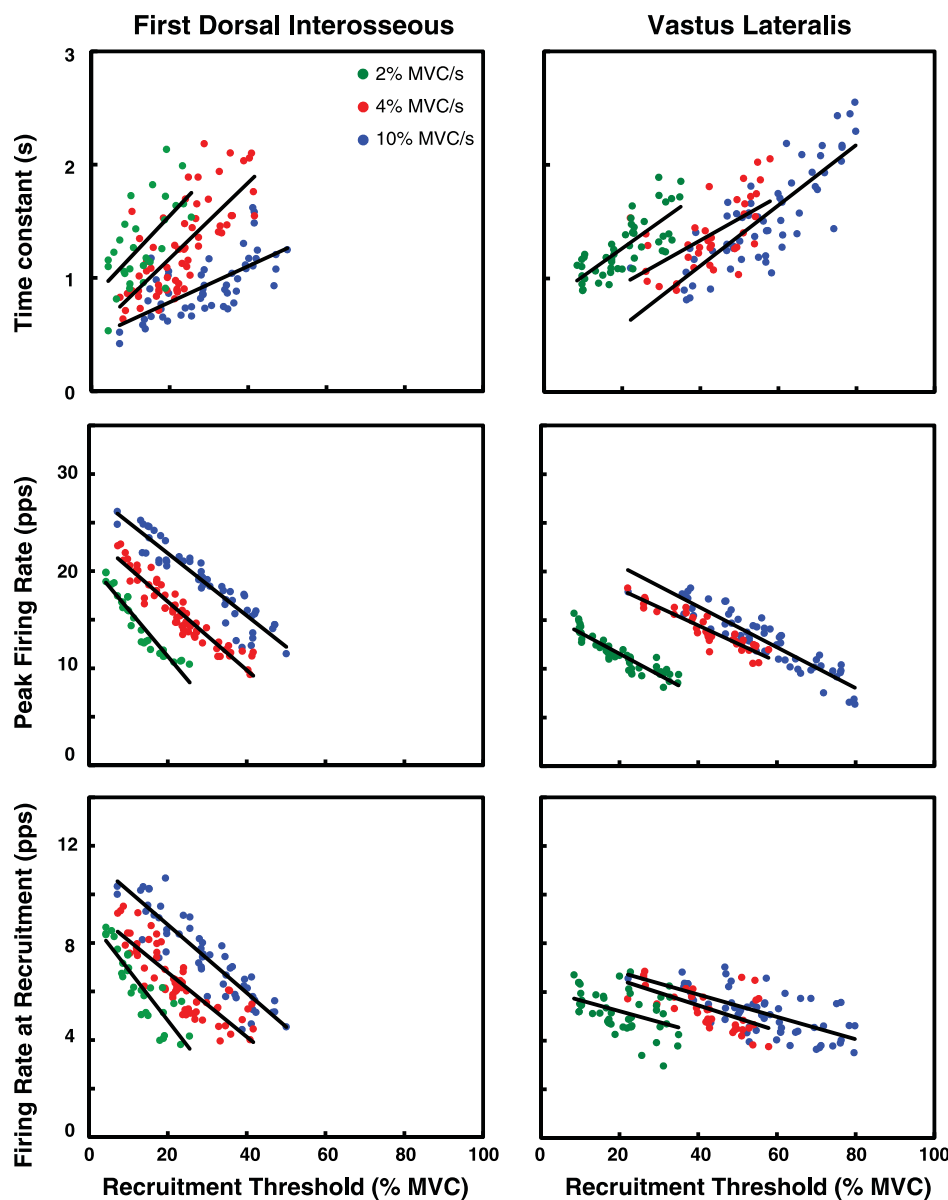 First Dorsal Interosseous
Vastus Lateralis
2% MVC/s
4% MVC/s
10% MVC/s
Time constant (s)
3
2
1
0
Peak Firing Rate (pps)
30
20
10
0
Firing Rate at Recruitment (pps)
12
8
4
0
0 20 40 60 80 100
0 20 40 60 80 100
Recruitment Threshold (% MVC)
Recruitment Threshold (% MVC)